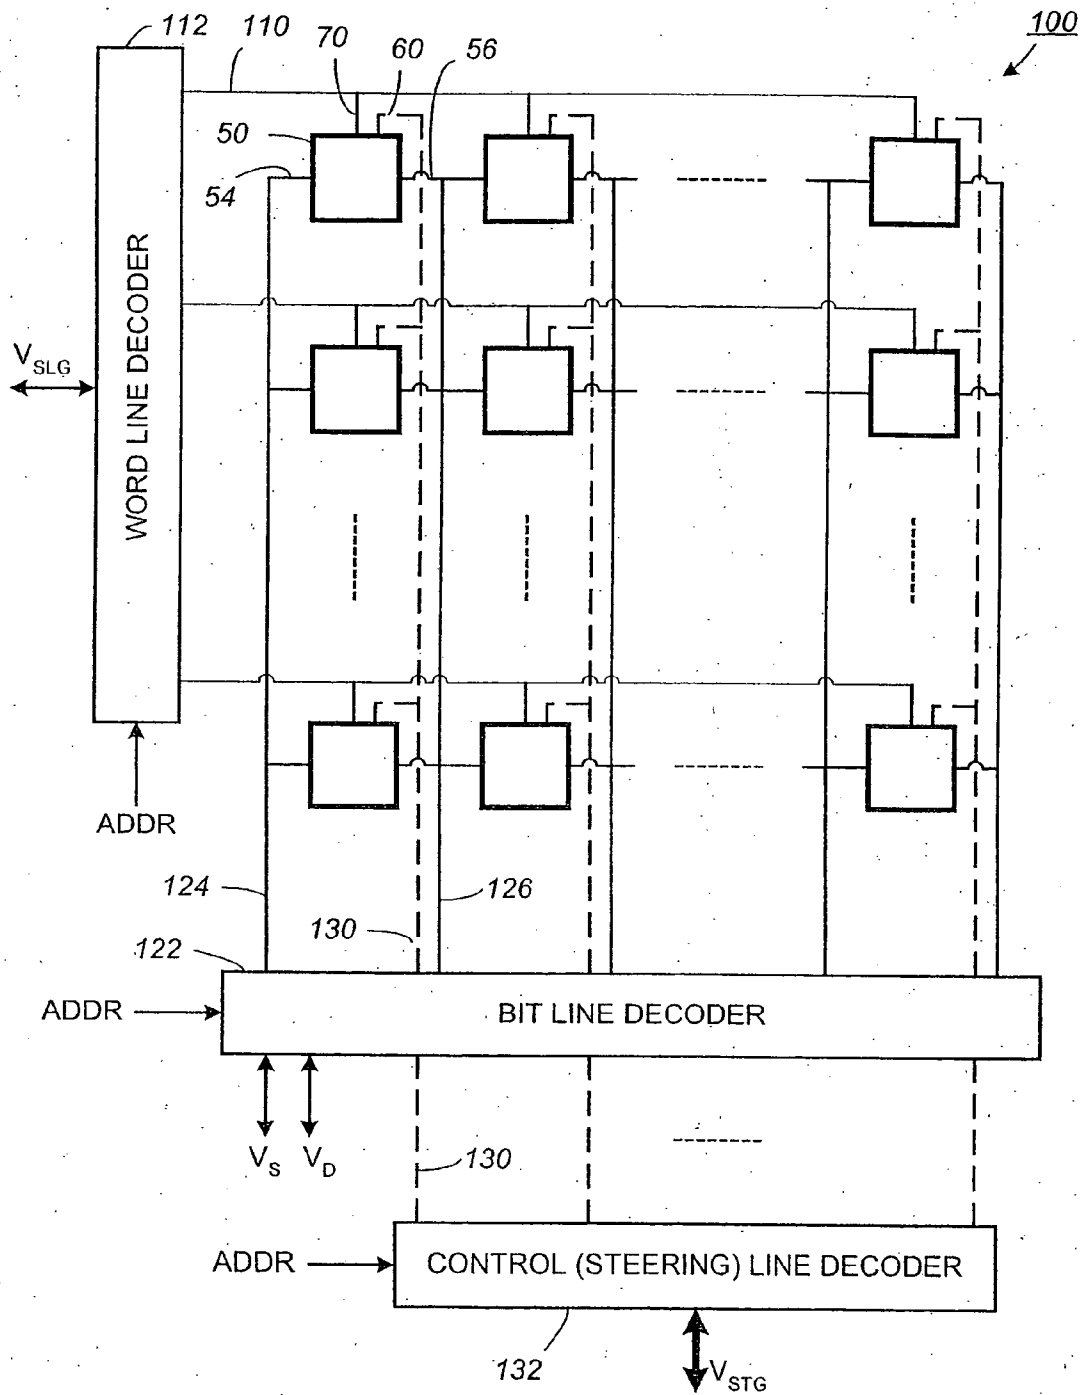 112
110
70
60
56
100
50
54
WORD LINE DECODER
V_SLG
ADDR
124
126
130
122
ADDR
BIT LINE DECODER
V_S
V_D
130
ADDR
CONTROL (STEERING) LINE DECODER
132
V_STG